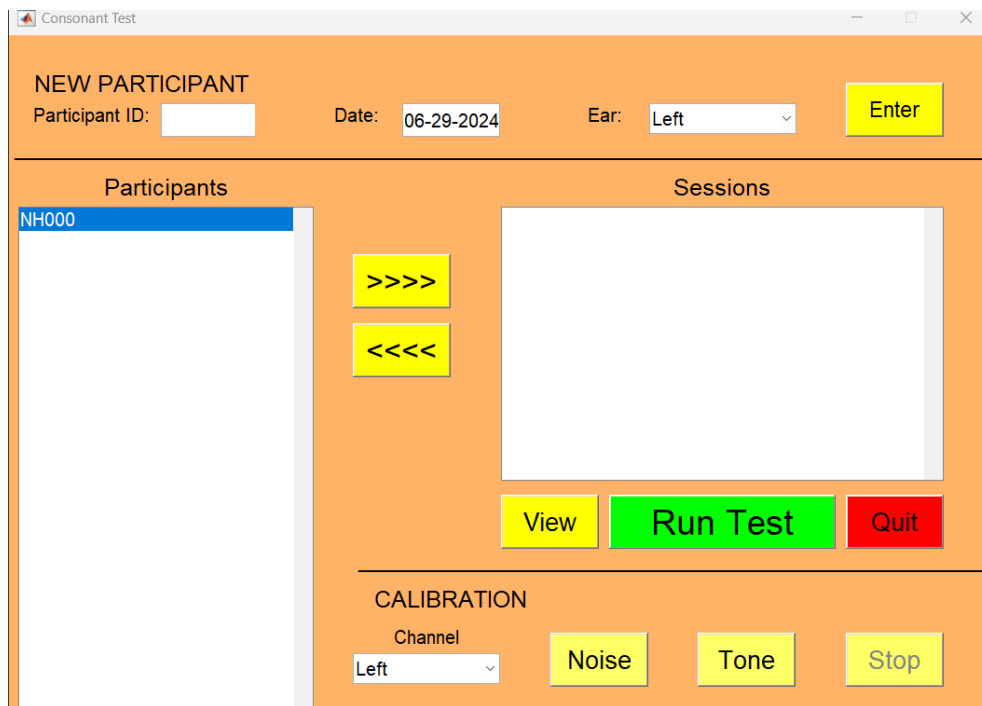 Consonant Test
NEW PARTICIPANT
Participant ID:
Date: 06-29-2024
Ear: Left
Enter
Participants
NH000
>>>>
<<<<
Sessions
View
Run Test
Quit
CALIBRATION
Channel
Left
Noise
Tone
Stop